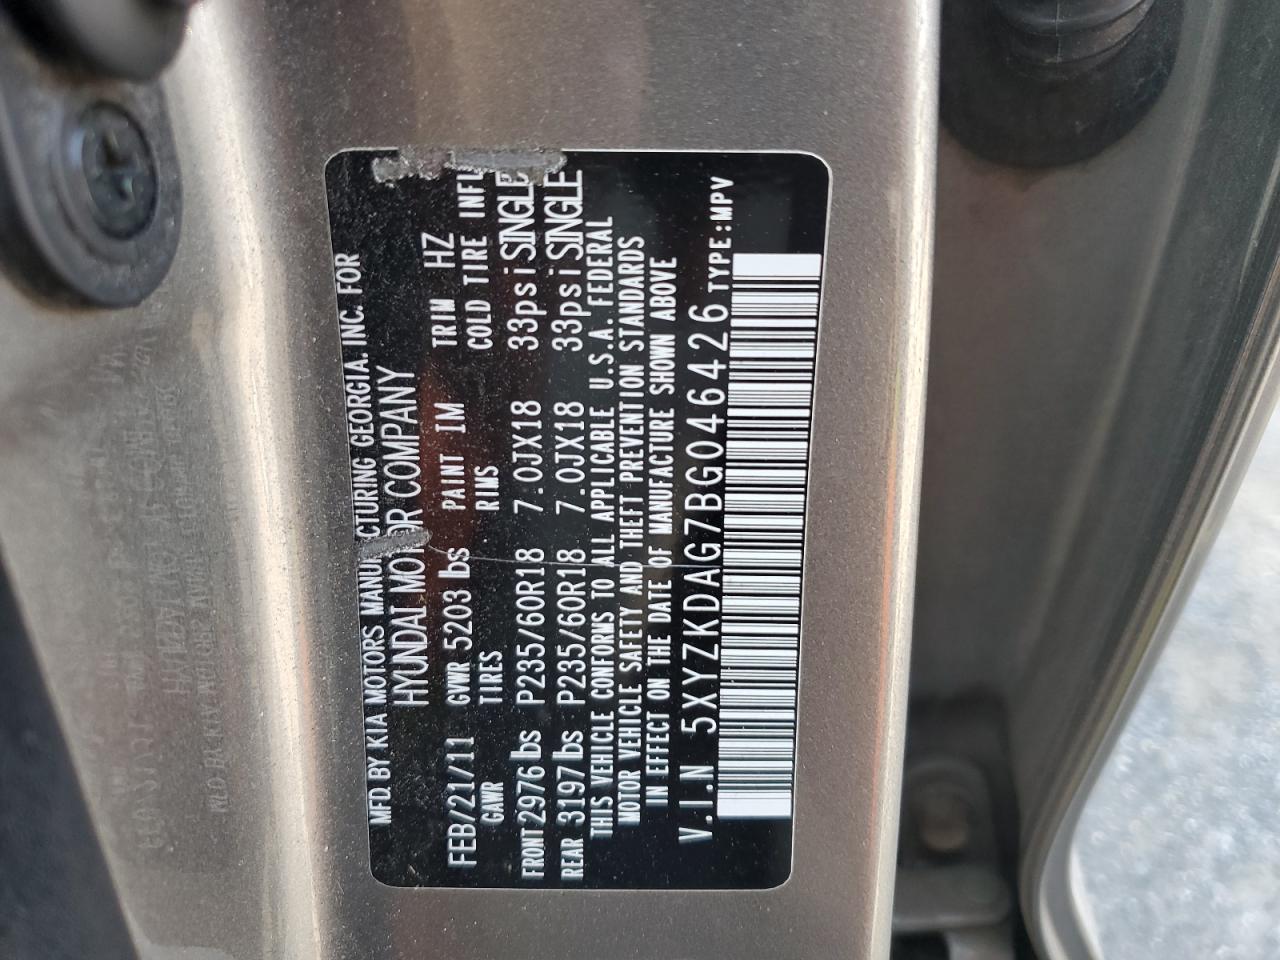 MFD. BY KIA MOTORS MANUF CTURING GEORGIA. INC. FOR
HYUNDAI MOTOR COMPANY
FEB/21/11 GVWR 5203 lbs PAINT IM TRIM HZ
GAWR TIRES RIMS COLD TIRE INFL
FRONT 2976 lbs P235/60R18 7.0JX18 33psi SINGLE
REAR 3197 lbs P235/60R18 7.0JX18 33psi SINGLE
THIS VEHICLE CONFORMS TO ALL APPLICABLE U.S.A. FEDERAL
MOTOR VEHICLE SAFETY AND THEFT PREVENTION STANDARDS
IN EFFECT ON THE DATE OF MANUFACTURE SHOWN ABOVE
V.I.N 5XYZKDAG7BG046426 TYPE:MPV